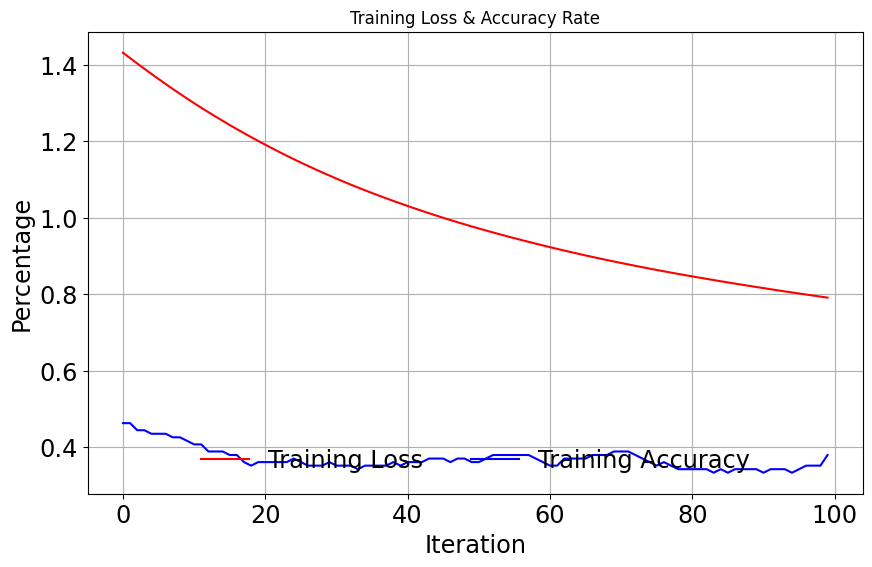 Training Loss & Accuracy Rate
Percentage
1.4
1.2
1.0
0.8
0.6
0.4
Training Loss Training Accuracy
0 20 40 60 80 100
Iteration